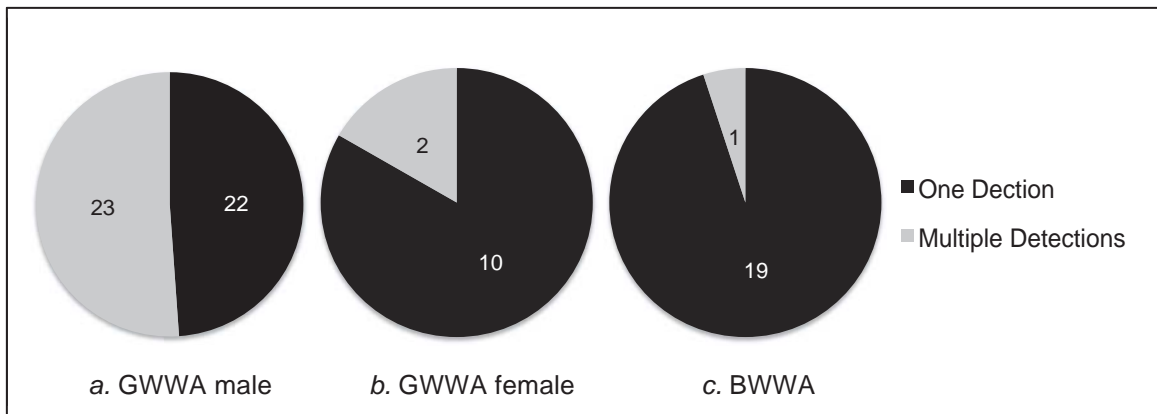 23
22
2
10
1
19
One Dection
Multiple Detections
a. GWWA male
b. GWWA female
c. BWWA